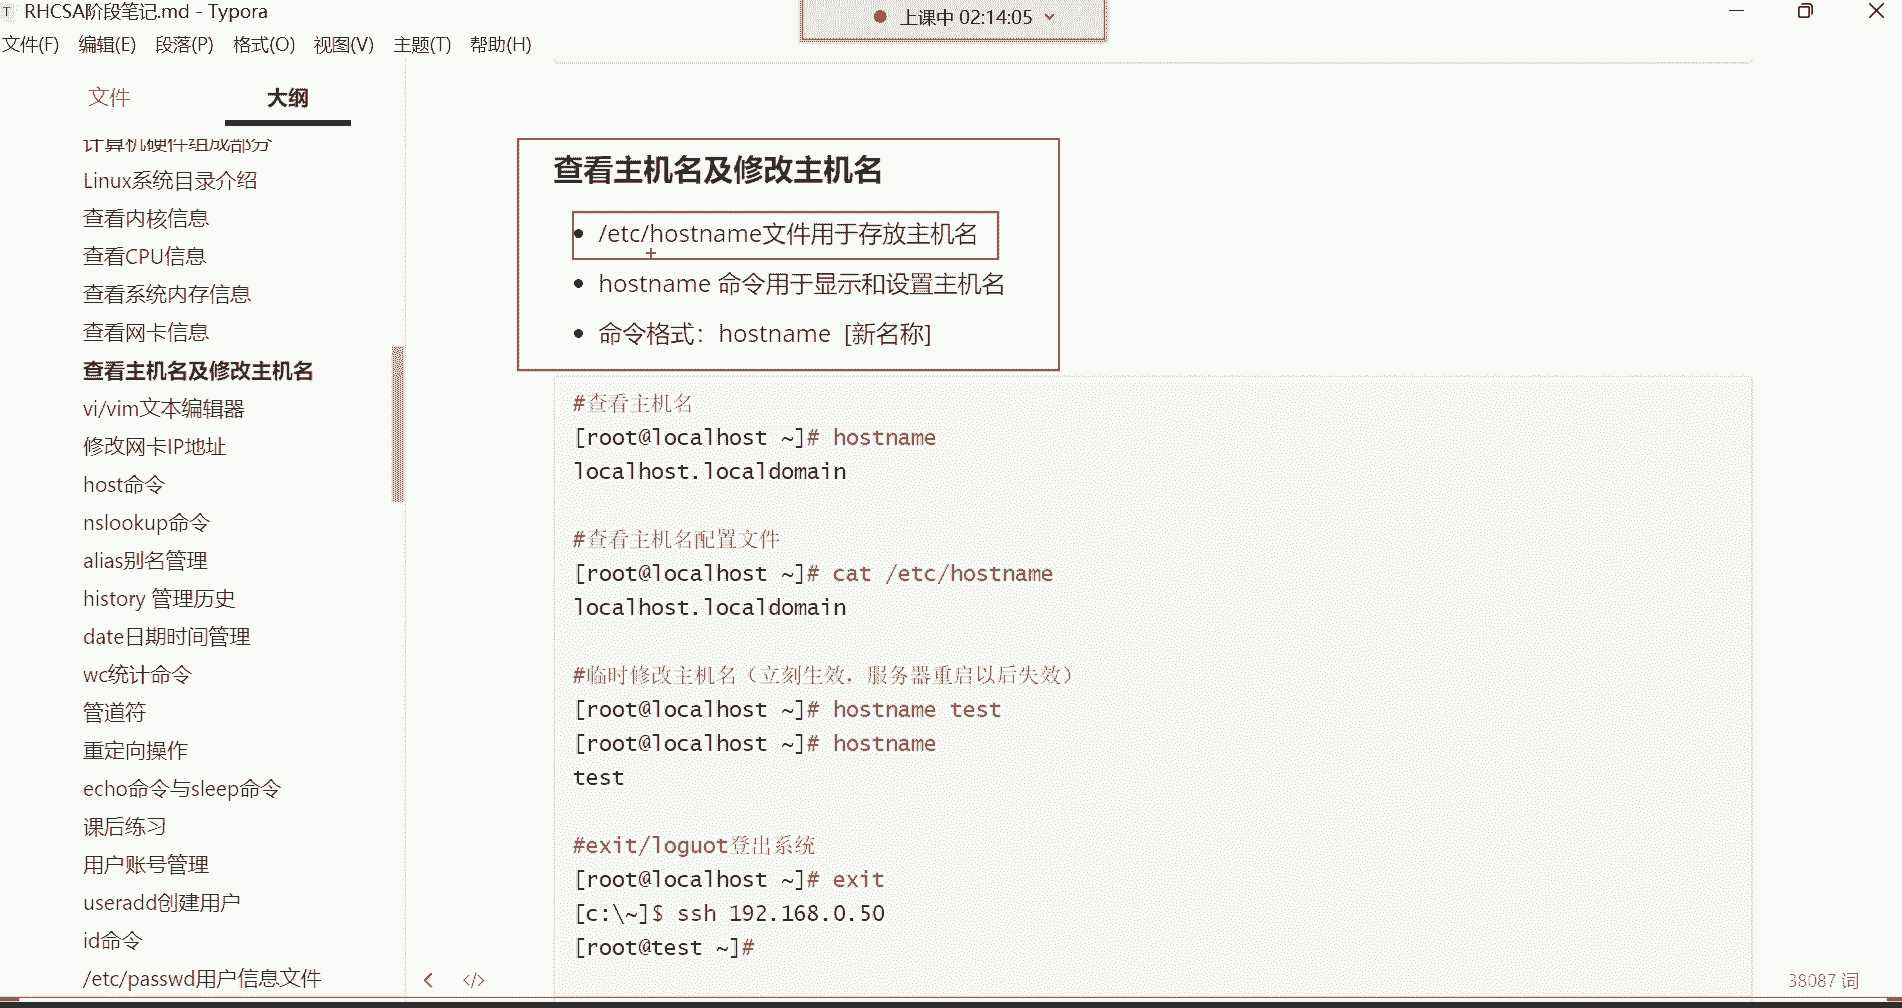 RHCSA阶段笔记.md - Typora
上课中 02:14:05
文件(F) 编辑(E) 段落(P) 格式(O) 视图(V) 主题(T) 帮助(H)
文件 大纲
计算机硬件组成部分
Linux系统目录介绍
查看内核信息
查看CPU信息
查看系统内存信息
查看网卡信息
查看主机名及修改主机名
vi/vim文本编辑器
修改网卡IP地址
host命令
nslookup命令
alias别名管理
history 管理历史
date日期时间管理
wc统计命令
管道符
重定向操作
echo命令与sleep命令
课后练习
用户账号管理
useradd创建用户
id命令
/etc/passwd用户信息文件
查看主机名及修改主机名
/etc/hostname文件用于存放主机名
hostname 命令用于显示和设置主机名
命令格式：hostname [新名称]
#查看主机名
[root@localhost ~]# hostname
localhost.localdomain
#查看主机名配置文件
[root@localhost ~]# cat /etc/hostname
localhost.localdomain
#临时修改主机名（立刻生效，服务器重启以后失效）
[root@localhost ~]# hostname test
[root@localhost ~]# hostname
test
#exit/loguot登出系统
[root@localhost ~]# exit
[c:\~]$ ssh 192.168.0.50
[root@test ~]#
38087 词